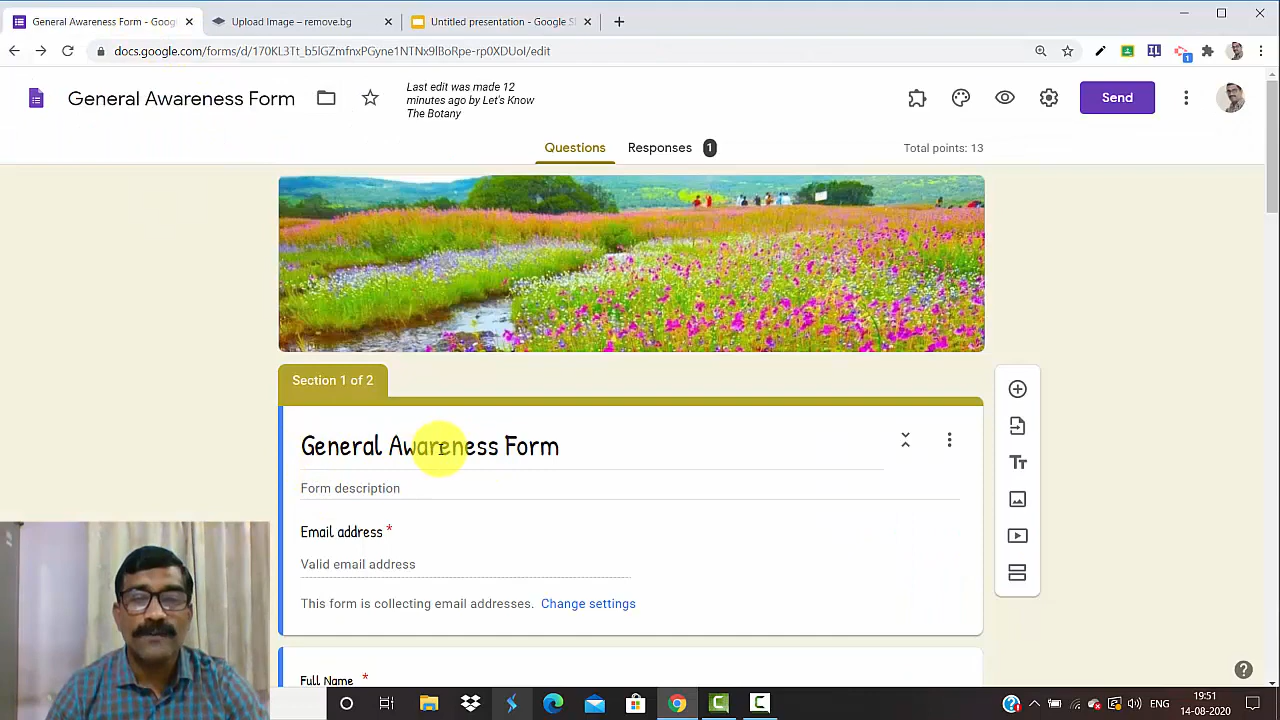 General Awareness Form - Goog
Upload Image – remove.bg
Untitled presentation - Google Sl
docs.google.com/forms/d/170KL3Tt_b5lGZmfnxPGyne1NTNx9lBoRpe-rp0XDUoI/edit
1
General Awareness Form
Last edit was made 12
minutes ago by Let's Know
The Botany
Send
Questions
Responses
1
Total points: 13
Section 1 of 2
General Awareness Form
Form description
Email address *
Valid email address
This form is collecting email addresses. Change settings
Full Name *
ENG
19:51
14-08-2020